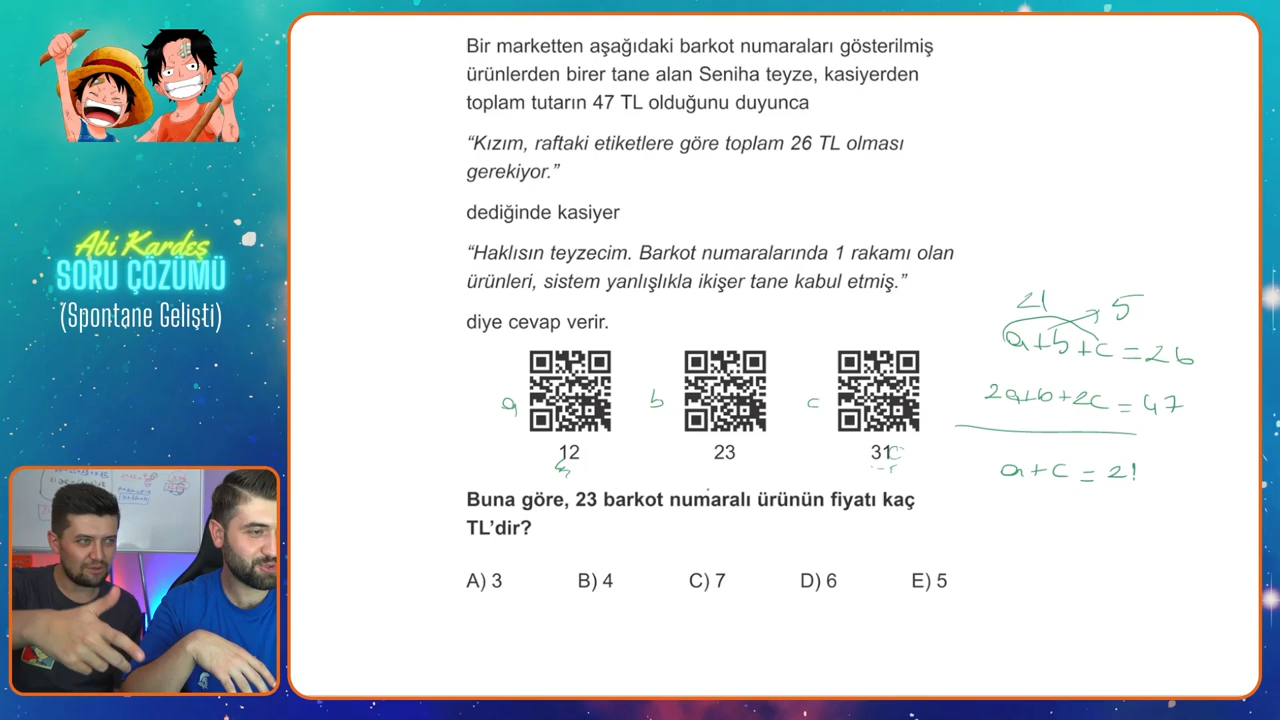 Bir marketten aşağıdaki barkot numaraları gösterilmiş
ürünlerden birer tane alan Seniha teyze, kasiyerden
toplam tutarın 47 TL olduğunu duyunca
“Kızım, raftaki etiketlere göre toplam 26 TL olması
gerekiyor.”
dediğinde kasiyer
“Haklısın teyzecim. Barkot numaralarında 1 rakamı olan
ürünleri, sistem yanlışlıkla ikişer tane kabul etmiş.”
diye cevap verir.
a b c
12 23 31
Buna göre, 23 barkot numaralı ürünün fiyatı kaç
TL’dir?
A) 3 B) 4 C) 7 D) 6 E) 5
21 5
a+b+c=26
2a+b+2c=47
a+c=21
Abi Kardeş
SORU ÇÖZÜMÜ
(Spontane Gelişti)